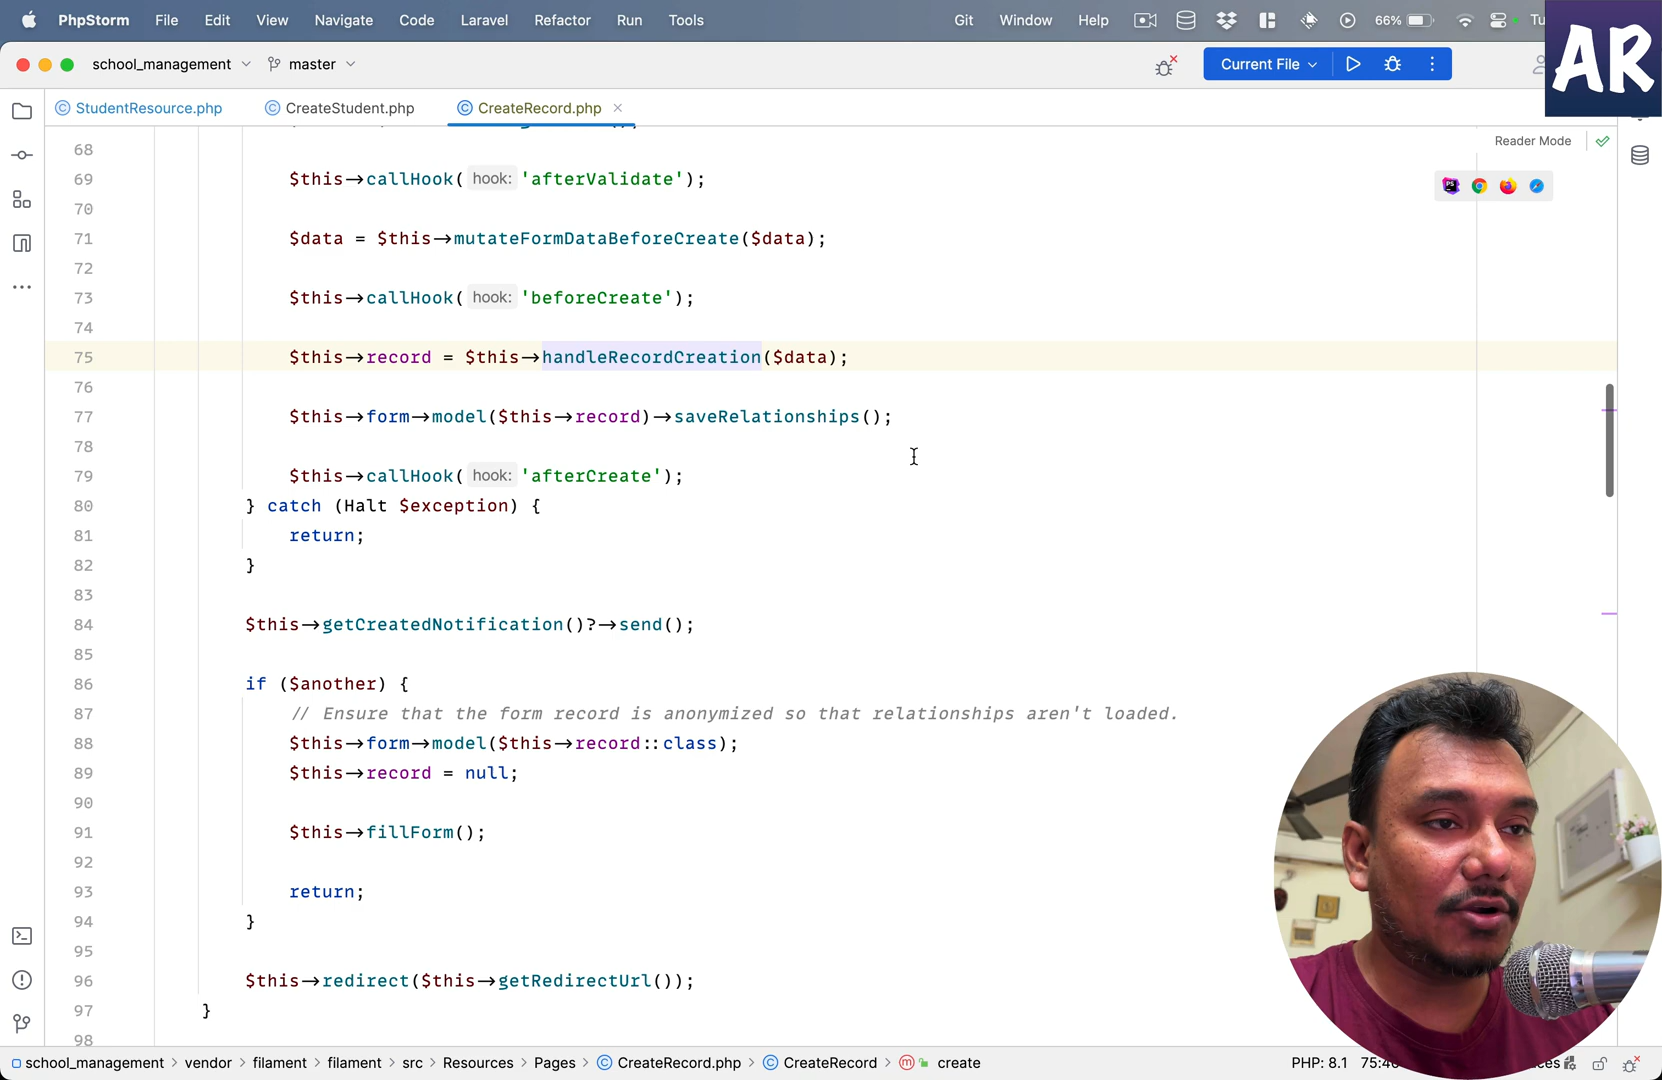 PhpStorm File Edit View Navigate Code Laravel Refactor Run Tools Git Window Help 66% Tu
AR
school_management master Current File
StudentResource.php CreateStudent.php CreateRecord.php
Reader Mode
68
69 $this→callHook( hook: 'afterValidate');
70
71 $data = $this→mutateFormDataBeforeCreate($data);
72
73 $this→callHook( hook: 'beforeCreate');
74
75 $this→record = $this→handleRecordCreation($data);
76
77 $this→form→model($this→record)→saveRelationships();
78
79 $this→callHook( hook: 'afterCreate');
80 } catch (Halt $exception) {
81 return;
82 }
83
84 $this→getCreatedNotification()?→send();
85
86 if ($another) {
87 // Ensure that the form record is anonymized so that relationships aren't loaded.
88 $this→form→model($this→record::class);
89 $this→record = null;
90
91 $this→fillForm();
92
93 return;
94 }
95
96 $this→redirect($this→getRedirectUrl());
97 }
98
school_management > vendor > filament > filament > src > Resources > Pages > CreateRecord.php > CreateRecord > create PHP: 8.1